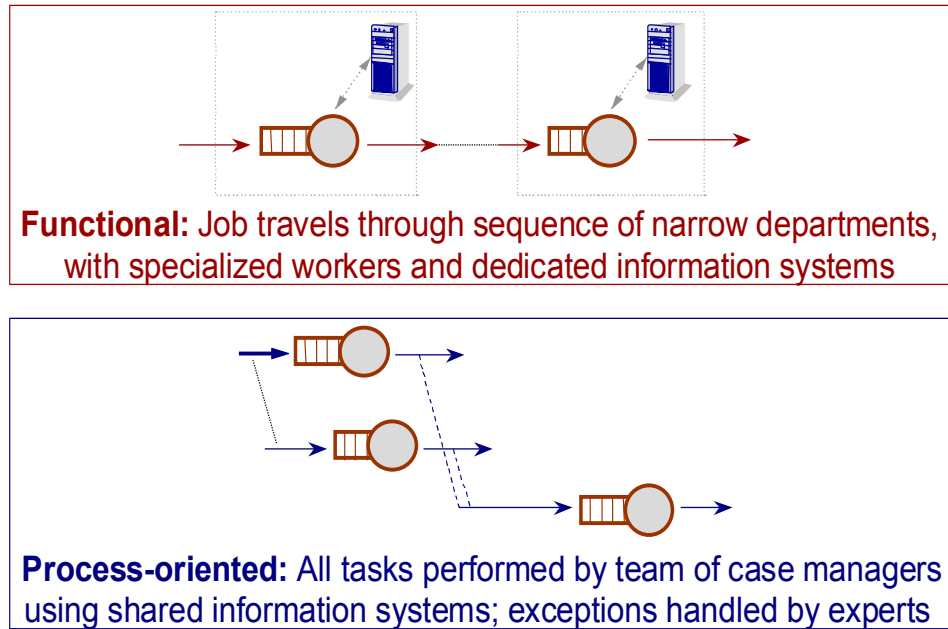 Functional: Job travels through sequence of narrow departments,
with specialized workers and dedicated information systems
Process-oriented: All tasks performed by team of case managers
using shared information systems; exceptions handled by experts